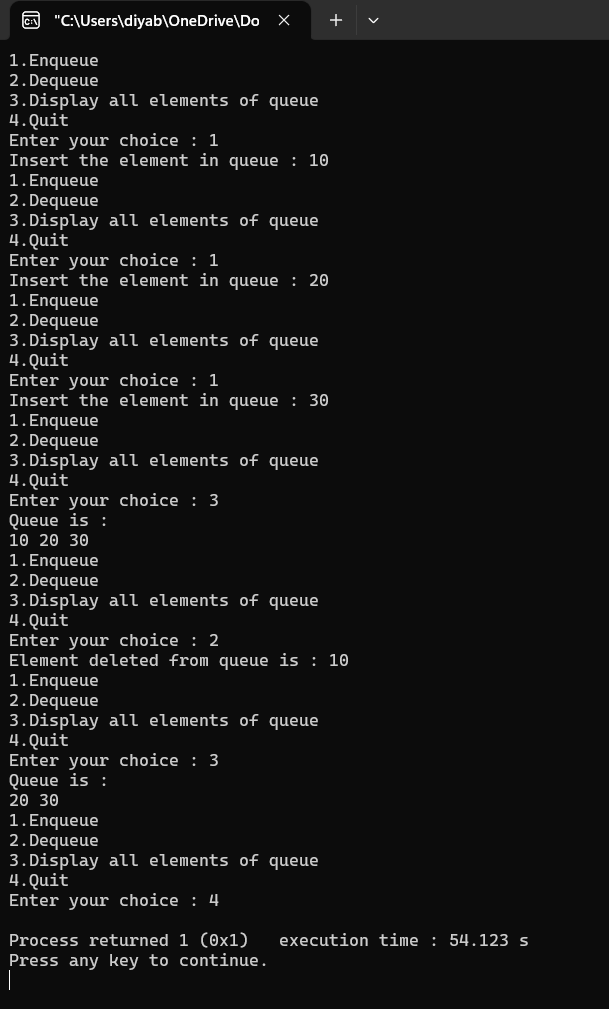 "C:\Users\diyab\OneDrive\Do
1.Enqueue
2.Dequeue
3.Display all elements of queue
4.Quit
Enter your choice : 1
Insert the element in queue : 10
1.Enqueue
2.Dequeue
3.Display all elements of queue
4.Quit
Enter your choice : 1
Insert the element in queue : 20
1.Enqueue
2.Dequeue
3.Display all elements of queue
4.Quit
Enter your choice : 1
Insert the element in queue : 30
1.Enqueue
2.Dequeue
3.Display all elements of queue
4.Quit
Enter your choice : 3
Queue is :
10 20 30
1.Enqueue
2.Dequeue
3.Display all elements of queue
4.Quit
Enter your choice : 2
Element deleted from queue is : 10
1.Enqueue
2.Dequeue
3.Display all elements of queue
4.Quit
Enter your choice : 3
Queue is :
20 30
1.Enqueue
2.Dequeue
3.Display all elements of queue
4.Quit
Enter your choice : 4
Process returned 1 (0x1)   execution time : 54.123 s
Press any key to continue.